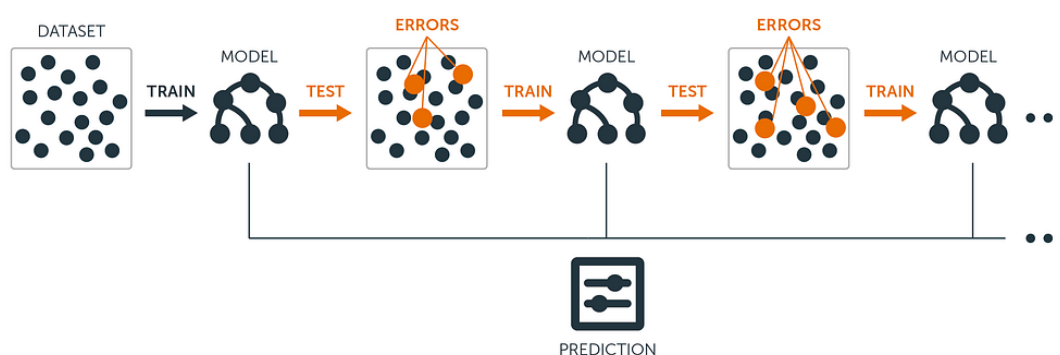 DATASET
MODEL
ERRORS
MODEL
ERRORS
MODEL
TRAIN
TEST
TRAIN
TEST
TRAIN
PREDICTION